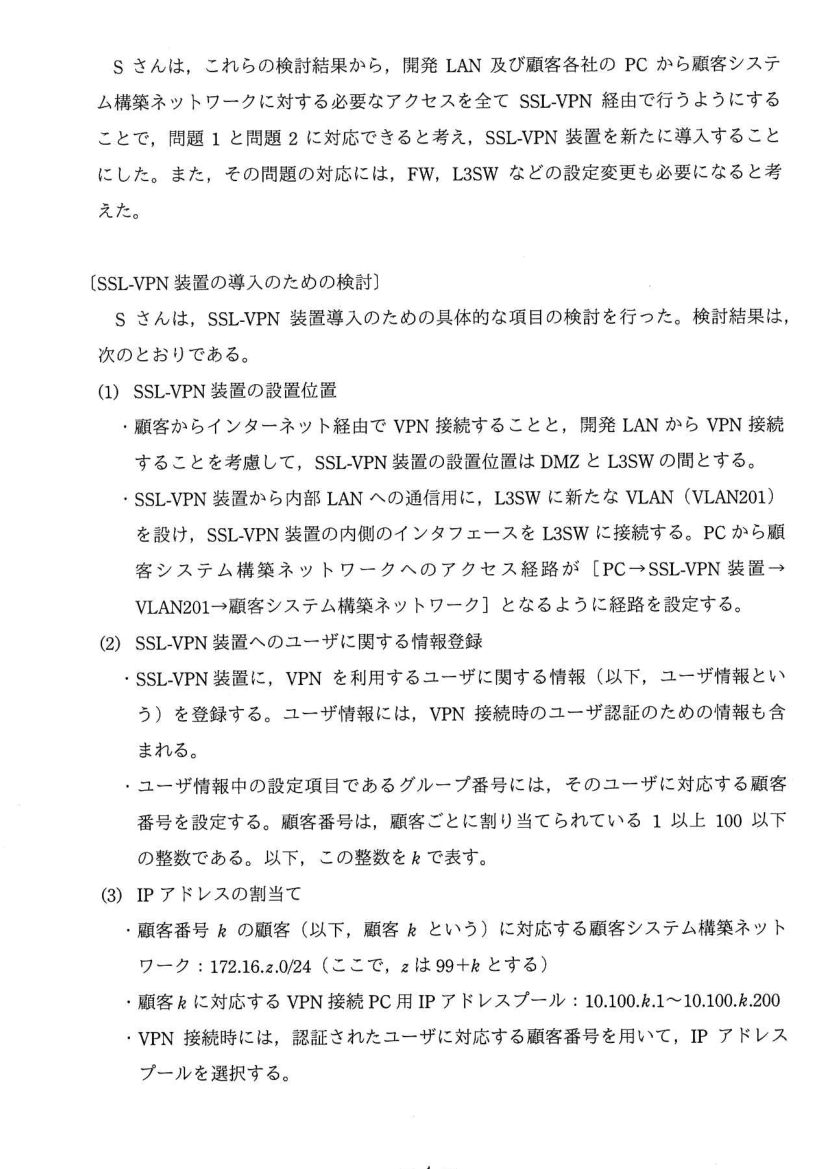 S さんは，これらの検討結果から，開発 LAN 及び顧客各社の PC から顧客システ
ム構築ネットワークに対する必要なアクセスを全て SSL-VPN 経由で行うようにする
ことで，問題 1 と問題 2 に対応できると考え，SSL-VPN 装置を新たに導入すること
にした。また，その問題の対応には，FW，L3SW などの設定変更も必要になると考
えた。
〔SSL-VPN 装置の導入のための検討〕
S さんは，SSL-VPN 装置導入のための具体的な項目の検討を行った。検討結果は，
次のとおりである。
(1) SSL-VPN 装置の設置位置
・顧客からインターネット経由で VPN 接続することと，開発 LAN から VPN 接続
することを考慮して，SSL-VPN 装置の設置位置は DMZ と L3SW の間とする。
・SSL-VPN 装置から内部 LAN への通信用に，L3SW に新たな VLAN（VLAN201）
を設け，SSL-VPN 装置の内側のインタフェースを L3SW に接続する。PC から顧
客システム構築ネットワークへのアクセス経路が［PC→SSL-VPN 装置→
VLAN201→顧客システム構築ネットワーク］となるように経路を設定する。
(2) SSL-VPN 装置へのユーザに関する情報登録
・SSL-VPN 装置に，VPN を利用するユーザに関する情報（以下，ユーザ情報とい
う）を登録する。ユーザ情報には，VPN 接続時のユーザ認証のための情報も含
まれる。
・ユーザ情報中の設定項目であるグループ番号には，そのユーザに対応する顧客
番号を設定する。顧客番号は，顧客ごとに割り当てられている 1 以上 100 以下
の整数である。以下，この整数を k で表す。
(3) IP アドレスの割当て
・顧客番号 k の顧客（以下，顧客 k という）に対応する顧客システム構築ネット
ワーク：172.16.z.0/24（ここで，z は 99＋k とする）
・顧客 k に対応する VPN 接続 PC 用 IP アドレスプール：10.100.k.1～10.100.k.200
・VPN 接続時には，認証されたユーザに対応する顧客番号を用いて，IP アドレス
プールを選択する。